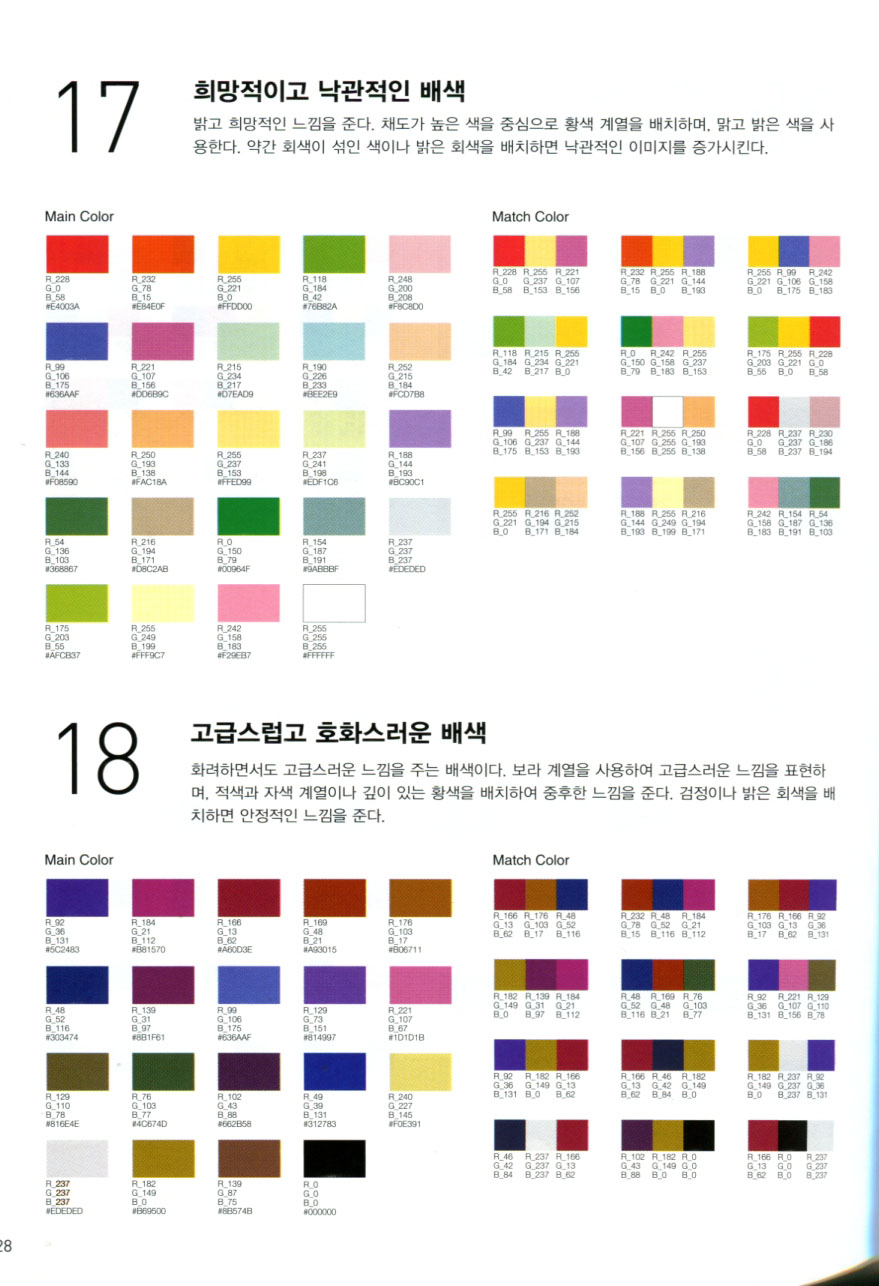 17
희망적이고 낙관적인 배색
밝고 희망적인 느낌을 준다. 채도가 높은 색을 중심으로 황색 계열을 배치하며, 맑고 밝은 색을 사
용한다. 약간 회색이 섞인 색이나 밝은 회색을 배치하면 낙관적인 이미지를 증가시킨다.
Main Color
R_228 R_232 R_255 R_118 R_248
G_0 G_78 G_221 G_184 G_200
B_58 B_15 B_0 B_42 B_208
#E4003A #E84E0F #FFDD00 #76B82A #F8C8D0
R_99 R_221 R_215 R_190 R_252
G_106 G_107 G_234 G_226 G_215
B_175 B_156 B_217 B_233 B_184
#636AAF #DD6B9C #D7EAD9 #BEE2E9 #FCD7B8
R_240 R_250 R_255 R_237 R_188
G_133 G_193 G_237 G_241 G_144
B_144 B_138 B_153 B_198 B_193
#F08590 #FAC18A #FFED99 #EDF1C6 #BC90C1
R_54 R_216 R_0 R_154 R_237
G_136 G_194 G_150 G_187 G_237
B_103 B_171 B_79 B_191 B_237
#368867 #D8C2AB #00964F #9ABBBF #EDEDED
R_175 R_255 R_242 R_255
G_203 G_249 G_158 G_255
B_55 B_199 B_183 B_255
#AFCB37 #FFF9C7 #F29EB7 #FFFFFF
Match Color
R_228 R_255 R_221 R_232 R_255 R_188 R_255 R_99 R_242
G_0 G_237 G_107 G_78 G_221 G_144 G_221 G_106 G_158
B_58 B_153 B_156 B_15 B_0 B_193 B_0 B_175 B_183
R_118 R_215 R_255 R_0 R_242 R_255 R_175 R_255 R_228
G_184 G_234 G_221 G_150 G_158 G_237 G_203 G_221 G_0
B_42 B_217 B_0 B_79 B_183 B_153 B_55 B_0 B_58
R_99 R_255 R_188 R_221 R_255 R_250 R_228 R_237 R_230
G_106 G_237 G_144 G_107 G_255 G_193 G_0 G_237 G_186
B_175 B_153 B_193 B_156 B_255 B_138 B_58 B_237 B_194
R_255 R_216 R_252 R_188 R_255 R_216 R_242 R_154 R_54
G_221 G_194 G_215 G_144 G_249 G_194 G_158 G_187 G_136
B_0 B_171 B_184 B_193 B_199 B_171 B_183 B_191 B_103
18
고급스럽고 호화스러운 배색
화려하면서도 고급스러운 느낌을 주는 배색이다. 보라 계열을 사용하여 고급스러운 느낌을 표현하
며, 적색과 자색 계열이나 깊이 있는 황색을 배치하여 중후한 느낌을 준다. 검정이나 밝은 회색을 배
치하면 안정적인 느낌을 준다.
Main Color
R_92 R_184 R_166 R_169 R_176
G_36 G_21 G_13 G_48 G_103
B_131 B_112 B_62 B_21 B_17
#5C2483 #B81570 #A60D3E #A93015 #B06711
R_48 R_139 R_99 R_129 R_221
G_52 G_31 G_106 G_73 G_107
B_116 B_97 B_175 B_151 B_67
#303474 #8B1F61 #636AAF #814997 #1D1D1B
R_129 R_76 R_102 R_49 R_240
G_110 G_103 G_43 G_39 G_227
B_78 B_77 B_88 B_131 B_145
#816E4E #4C674D #662B58 #312783 #F0E391
R_237 R_182 R_139 R_0
G_237 G_149 G_87 G_0
B_237 B_0 B_75 B_0
#EDEDED #B69500 #8B574B #000000
Match Color
R_166 R_176 R_48 R_232 R_48 R_184 R_176 R_166 R_92
G_13 G_103 G_52 G_78 G_52 G_21 G_103 G_13 G_36
B_62 B_17 B_116 B_15 B_116 B_112 B_17 B_62 B_131
R_182 R_139 R_184 R_48 R_169 R_76 R_92 R_221 R_129
G_149 G_31 G_21 G_52 G_48 G_103 G_36 G_107 G_110
B_0 B_97 B_112 B_116 B_21 B_77 B_131 B_156 B_78
R_92 R_182 R_166 R_166 R_46 R_182 R_182 R_237 R_92
G_36 G_149 G_13 G_13 G_42 G_149 G_149 G_237 G_36
B_131 B_0 B_62 B_62 B_84 B_0 B_0 B_237 B_131
R_46 R_237 R_166 R_102 R_182 R_0 R_166 R_0 R_237
G_42 G_237 G_13 G_43 G_149 G_0 G_13 G_0 G_237
B_84 B_237 B_62 B_88 B_0 B_0 B_62 B_0 B_237
28